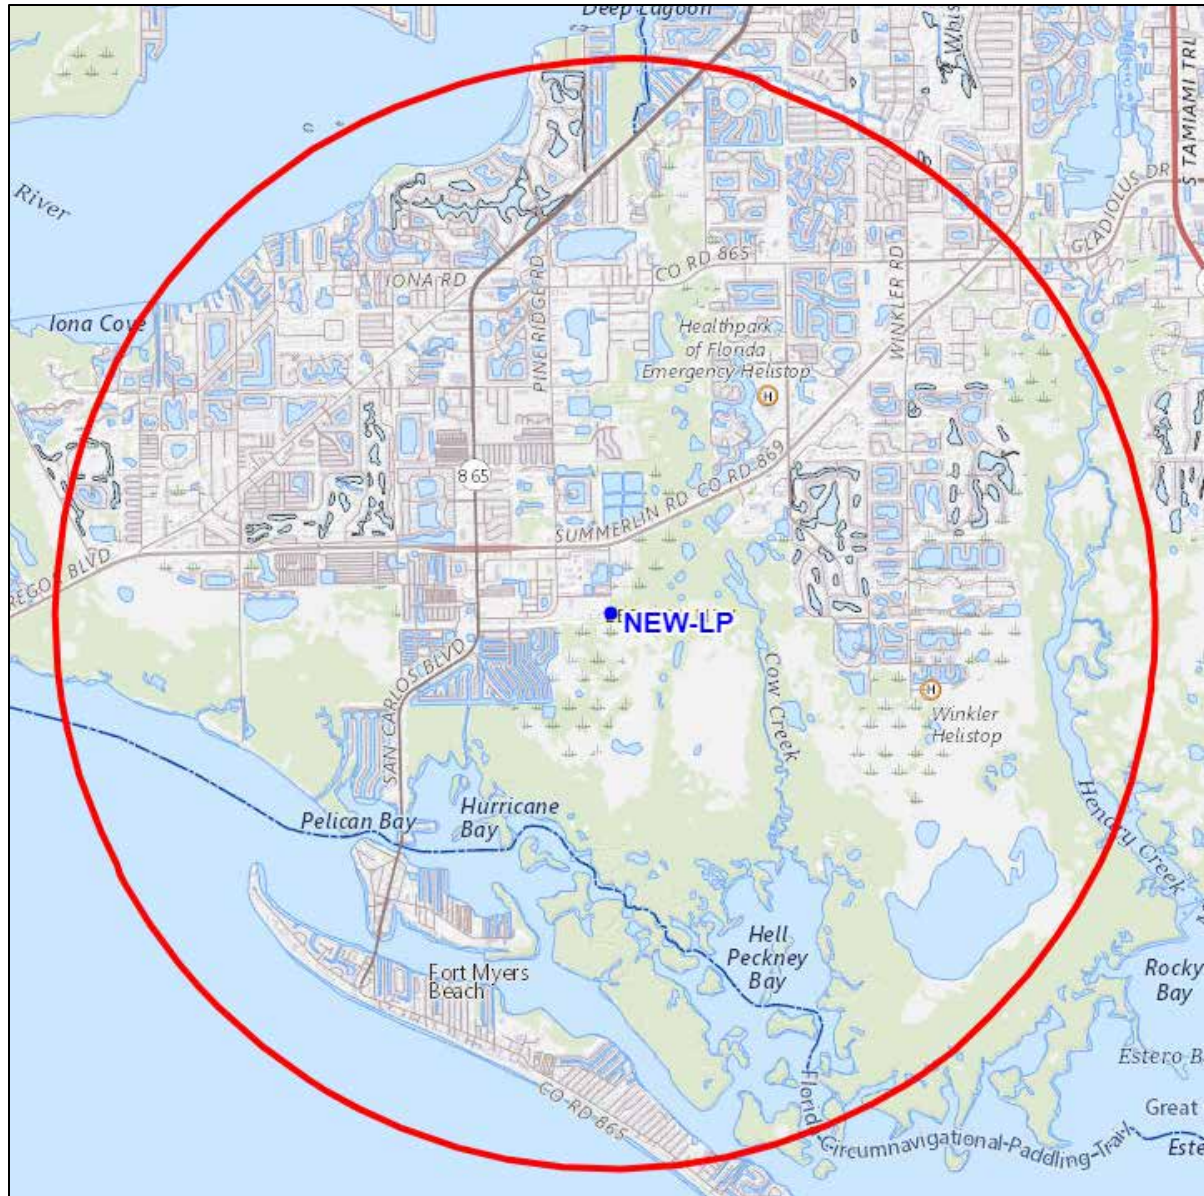 Deep Lagoon
Whis
S TAMIAMI TRL
River
GLADIOLUS DR
CO RD 865
IONA RD
PINE RIDGE RD
WINKLER RD
Iona Cove
Healthpark
of Florida
Emergency Helistop
H
865
SUMMERLIN RD
CO RD 869
REGOR BLVD
NEW-LP
SAN CARLOS BLVD
Cow Creek
H
Winkler
Helistop
Hendry Creek
Pelican Bay
Hurricane
Bay
Hell
Peckney
Bay
Fort Myers
Beach
Rocky
Bay
CO RD 865
Estero B
Great
Florida Circumnavigational Paddling Trail
Este